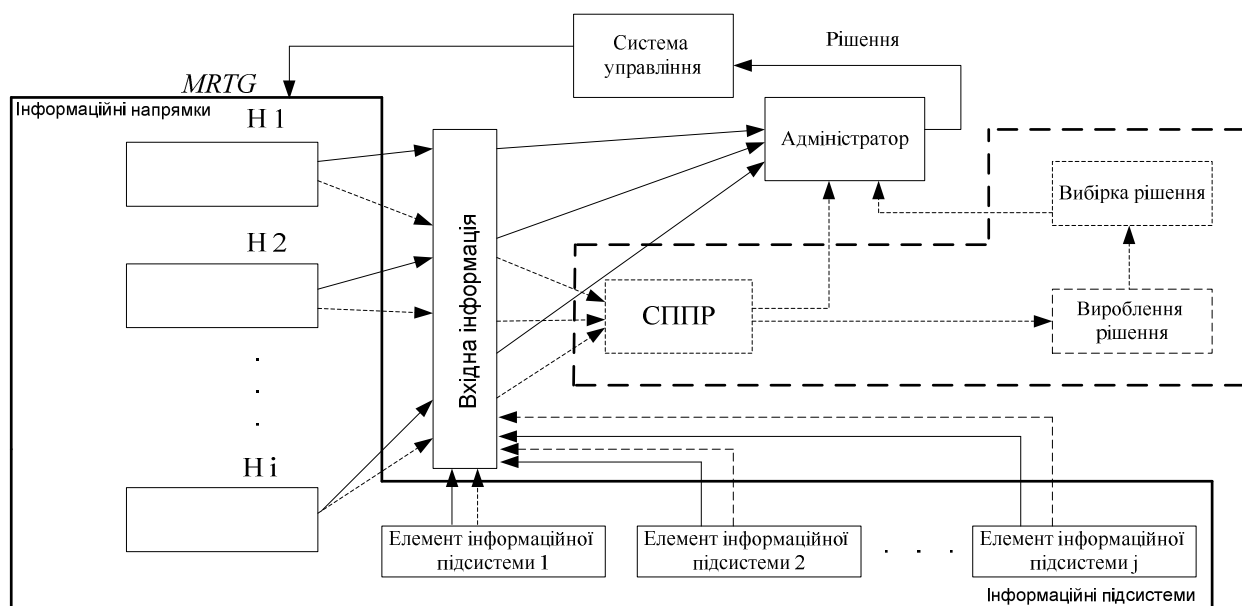 Система
управління
Рішення
MRTG
Інформаційні напрямки
Н 1
Адміністратор
Вибірка рішення
Н 2
Вхідна інформація
СППР
Вироблення
рішення
Н i
Елемент інформаційної
підсистеми 1
Елемент інформаційної
підсистеми 2
Елемент інформаційної
підсистеми j
Інформаційні підсистеми